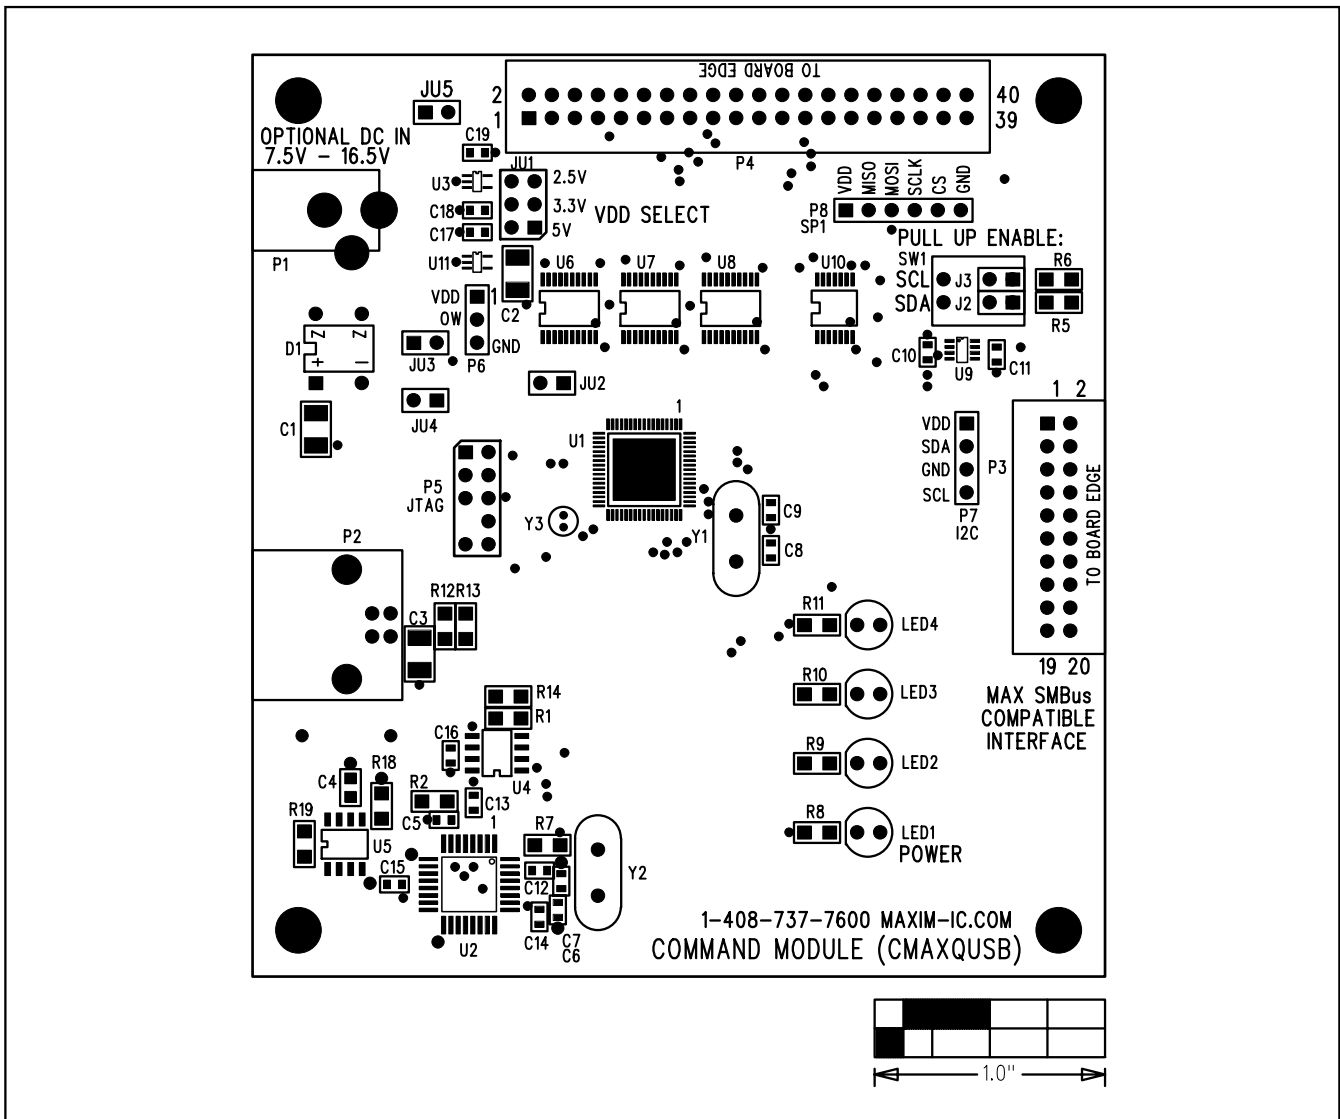 TO BOARD EDGE
JU5
2
40
1
39
OPTIONAL DC IN
7.5V – 16.5V
C19
P4
JU1
2.5V
3.3V
5V
VDD SELECT
U3
C18
C17
U11
P1
VDD
MISO
MOSI
SCLK
CS
GND
P8
SP1
PULL UP ENABLE:
SW1
SCL
J3
R6
SDA
J2
R5
U6
U7
U8
U10
VDD
1
OW
GND
P6
C2
C10
U9
C11
D1
Z
Z
+
–
JU3
JU2
JU4
C1
1
U1
1 2
VDD
SDA
GND
SCL
P3
P7
I2C
TO BOARD EDGE
P5
JTAG
Y3
Y1
C9
C8
P2
R12
R13
C3
R11
LED4
R10
LED3
R9
LED2
R8
LED1
POWER
19 20
MAX SMBus
COMPATIBLE
INTERFACE
R14
R1
C16
U4
R18
C4
R2
C13
R19
C5
1
R7
U5
C15
C12
Y2
U2
C14
C7
C6
1–408–737–7600 MAXIM–IC.COM
COMMAND MODULE (CMAXQUSB)
1.0"